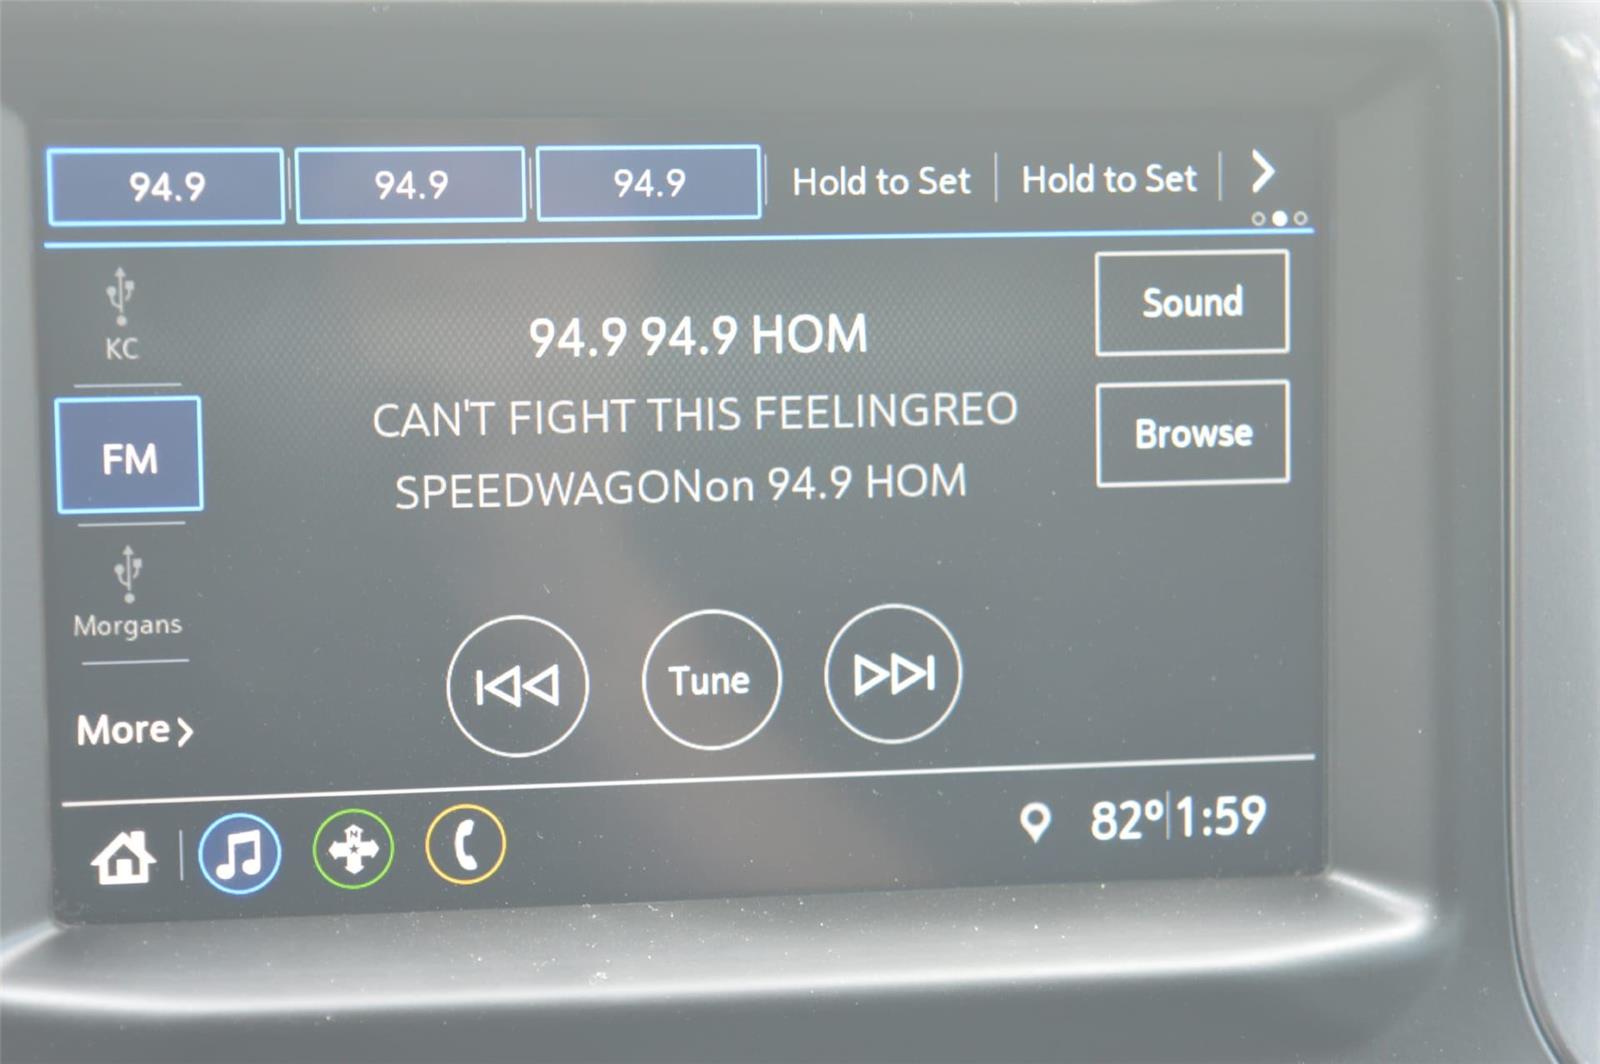 94.9 94.9 94.9 Hold to Set Hold to Set
KC
FM
Morgans
More
94.9 94.9 HOM
CAN'T FIGHT THIS FEELINGREO
SPEEDWAGONon 94.9 HOM
Sound
Browse
Tune
N
82° 1:59